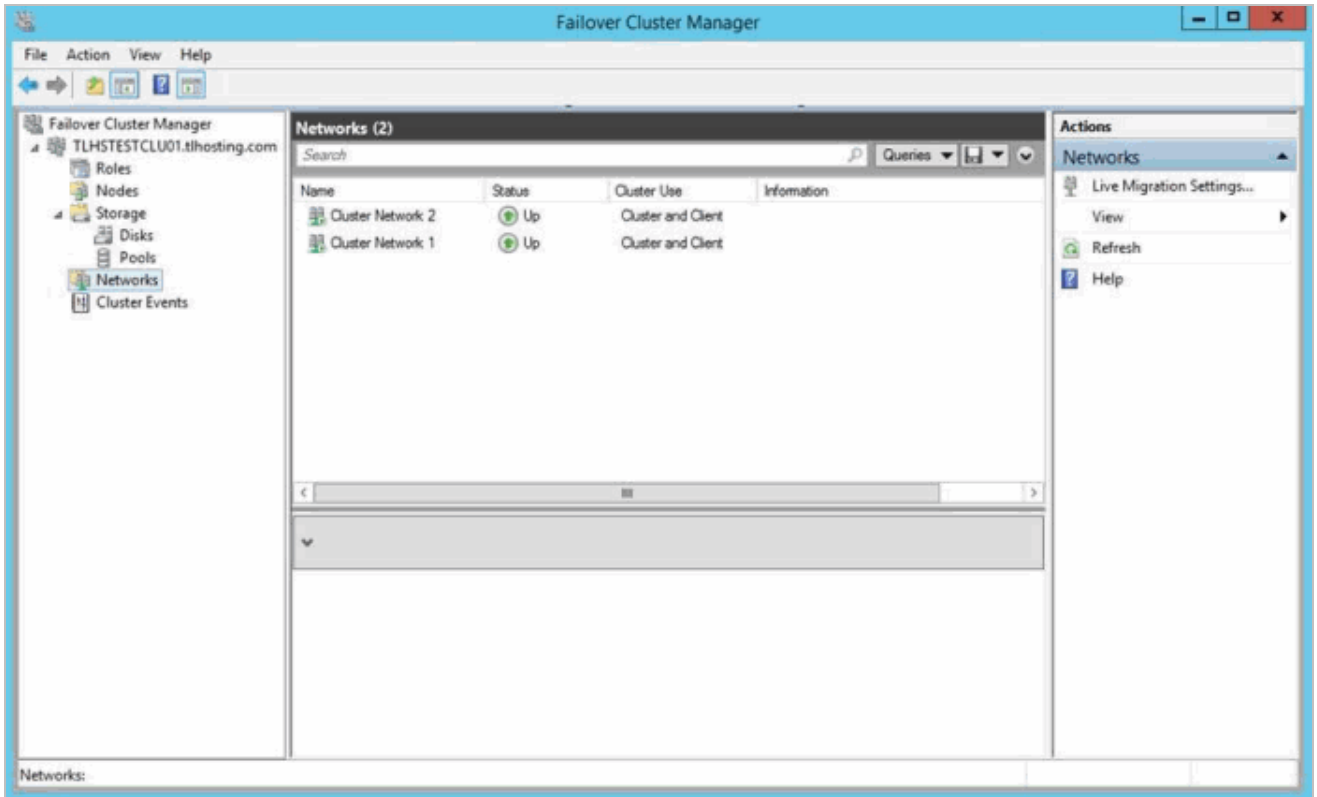 Failover Cluster Manager
File Action View Help
Failover Cluster Manager
TLHSTESTCLU01.tlhosting.com
Roles
Nodes
Storage
Disks
Pools
Networks
Cluster Events
Networks (2)
Search Queries
Name Status Cluster Use Information
Cluster Network 2 Up Cluster and Client
Cluster Network 1 Up Cluster and Client
Actions
Networks
Live Migration Settings...
View
Refresh
Help
Networks: